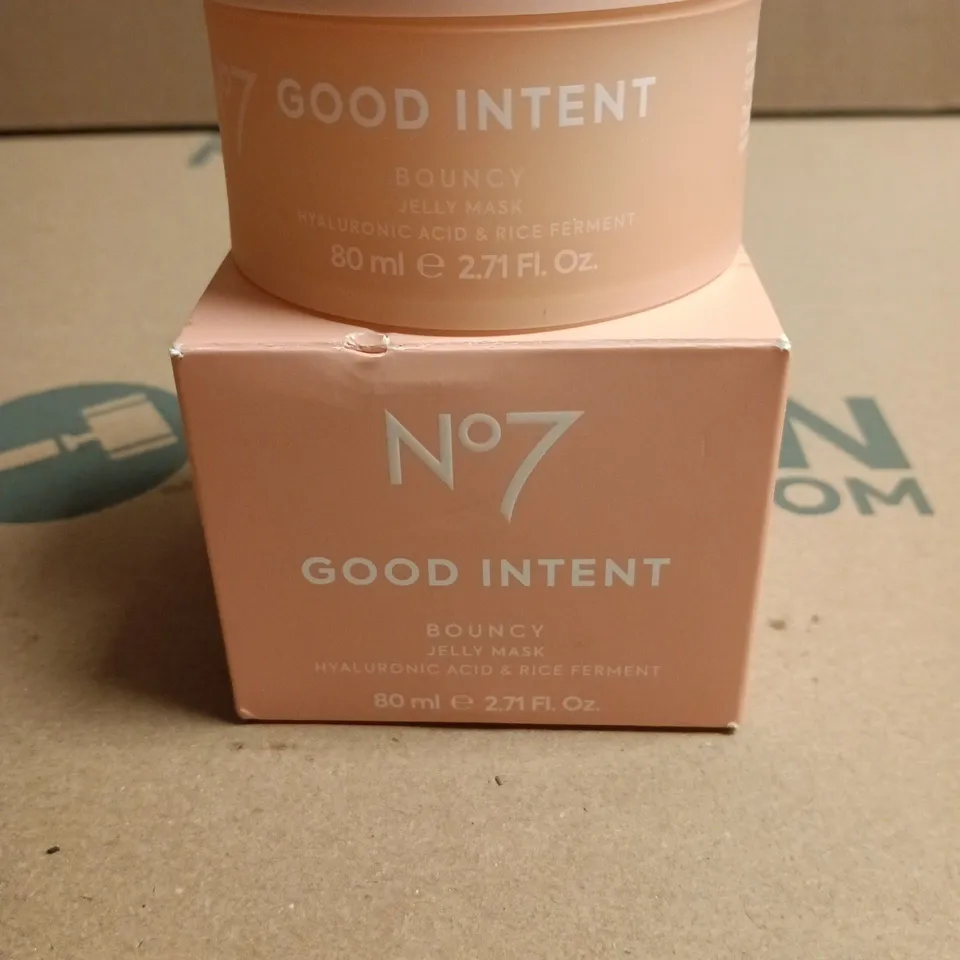 Nº7 GOOD INTENT
BOUNCY
JELLY MASK
HYALURONIC ACID & RICE FERMENT
80 ml ℮ 2.71 Fl. Oz.
Nº7
GOOD INTENT
BOUNCY
JELLY MASK
HYALURONIC ACID & RICE FERMENT
80 ml ℮ 2.71 Fl. Oz.